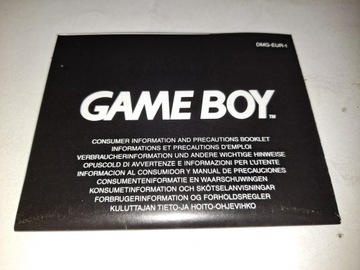 DMG-EUR-1
GAME BOY™
CONSUMER INFORMATION AND PRECAUTIONS BOOKLET
INFORMATIONS ET PRÉCAUTIONS D'EMPLOI
VERBRAUCHERINFORMATION UND ANDERE WICHTIGE HINWEISE
OPUSCOLO DI AVVERTENZE E INFORMAZIONI PER L'UTENTE
INFORMACION AL CONSUMIDOR Y MANUAL DE PRECAUCIONES
CONSUMENTENINFORMATIE EN WAARSCHUWINGEN
KONSUMENTINFORMATION OCH SKÖTSELANVISNINGAR
FORBRUGERINFORMATION OG FORHOLDSREGLER
KULUTTAJAN TIETO-JA HOITO-OHJEVIHKO